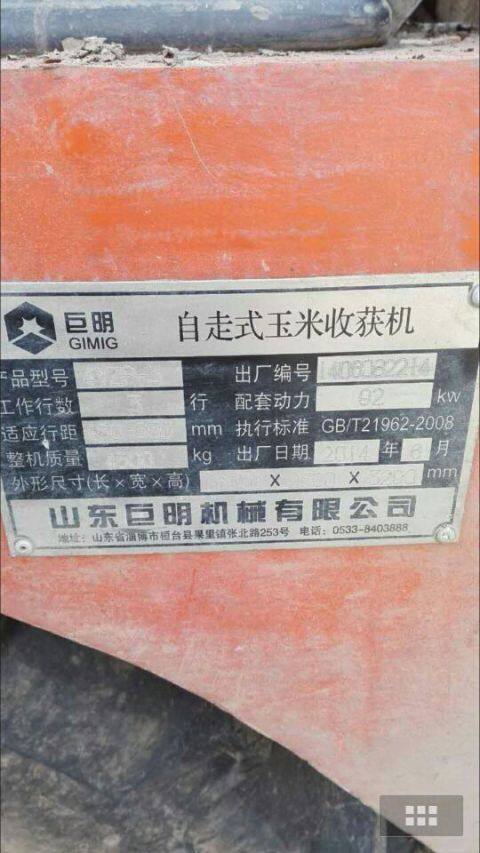 巨明
GIMIG
自走式玉米收获机
产品型号 出厂编号 1406082214
工作行数 行 配套动力 92 kw
适应行距 mm 执行标准 GB/T21962-2008
整机质量 kg 出厂日期 2014 年 6 月
外形尺寸(长×宽×高) X X mm
山东巨明机械有限公司
地址：山东省淄博市桓台县果里镇张北路253号 电话：0533-8403888